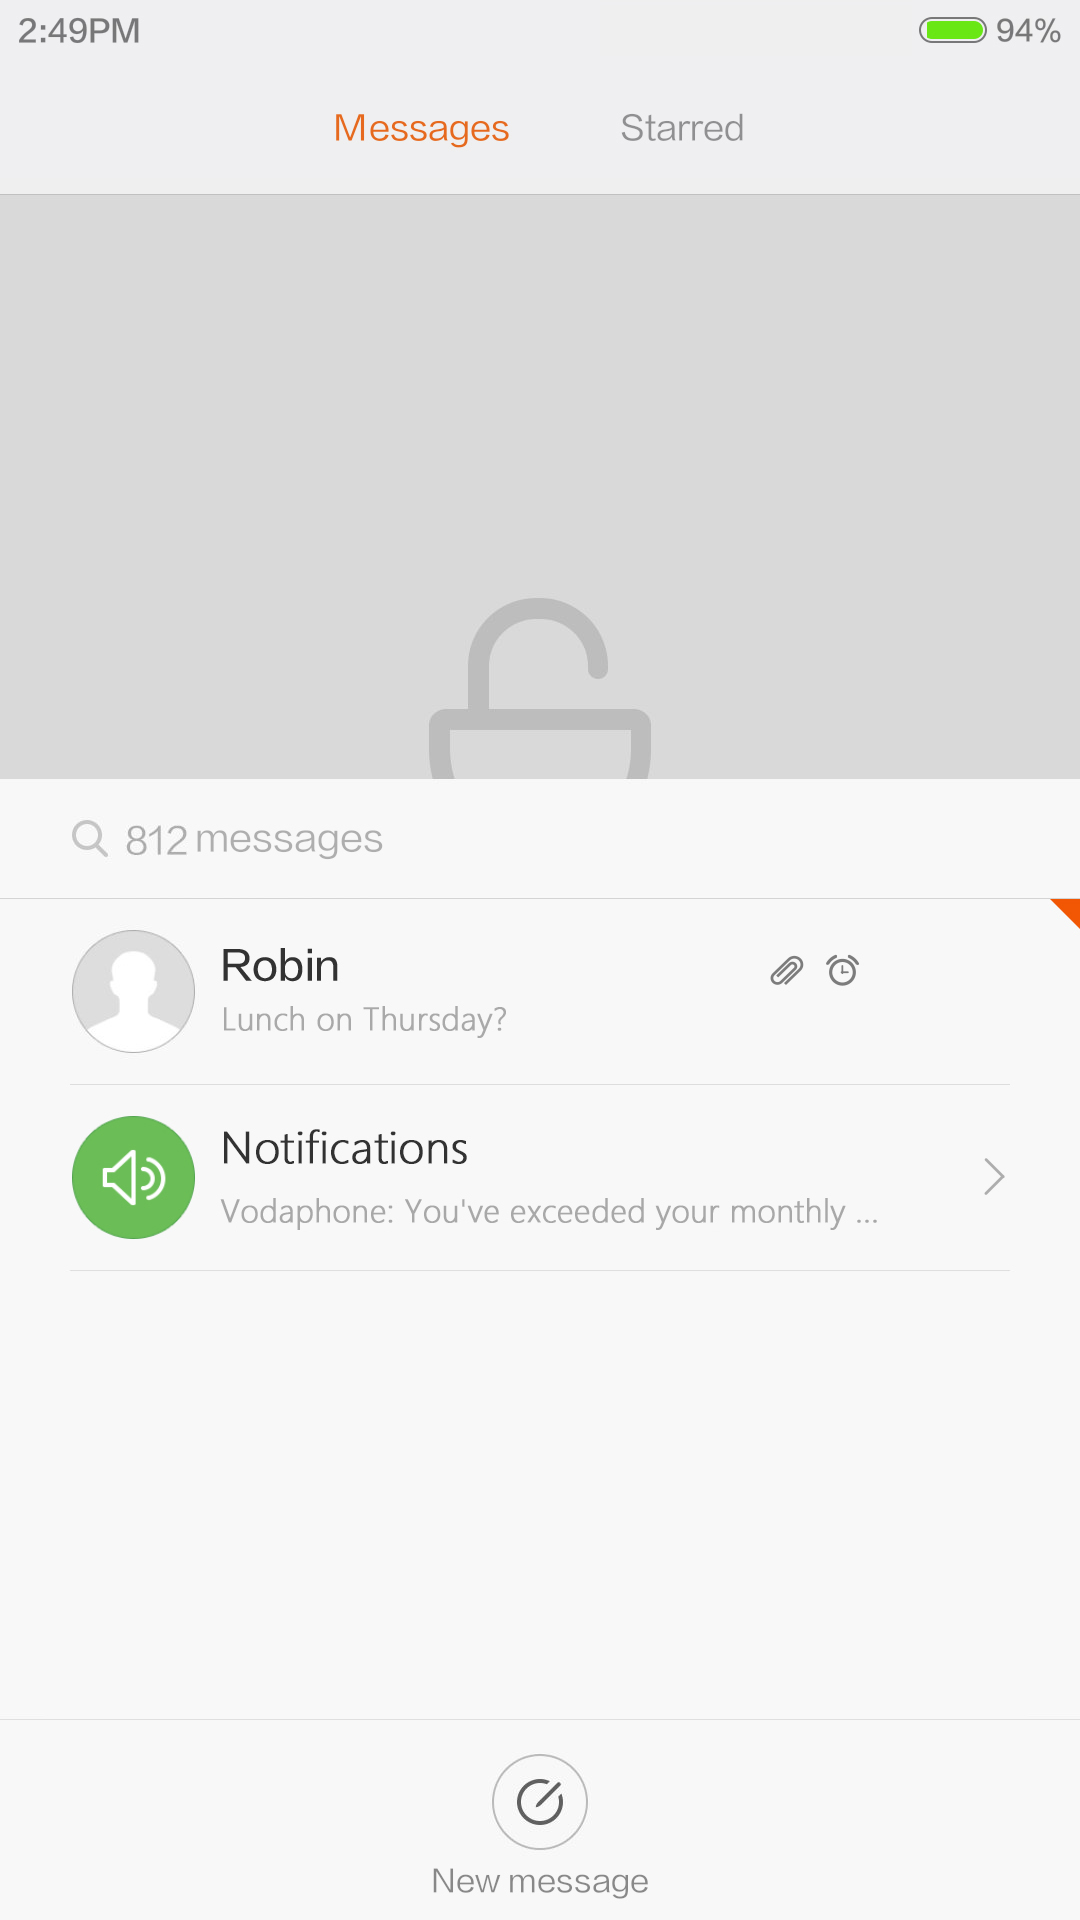 2:49PM 94%
Messages Starred
812 messages
Robin
Lunch on Thursday?
Notifications
Vodaphone: You've exceeded your monthly ...
New message